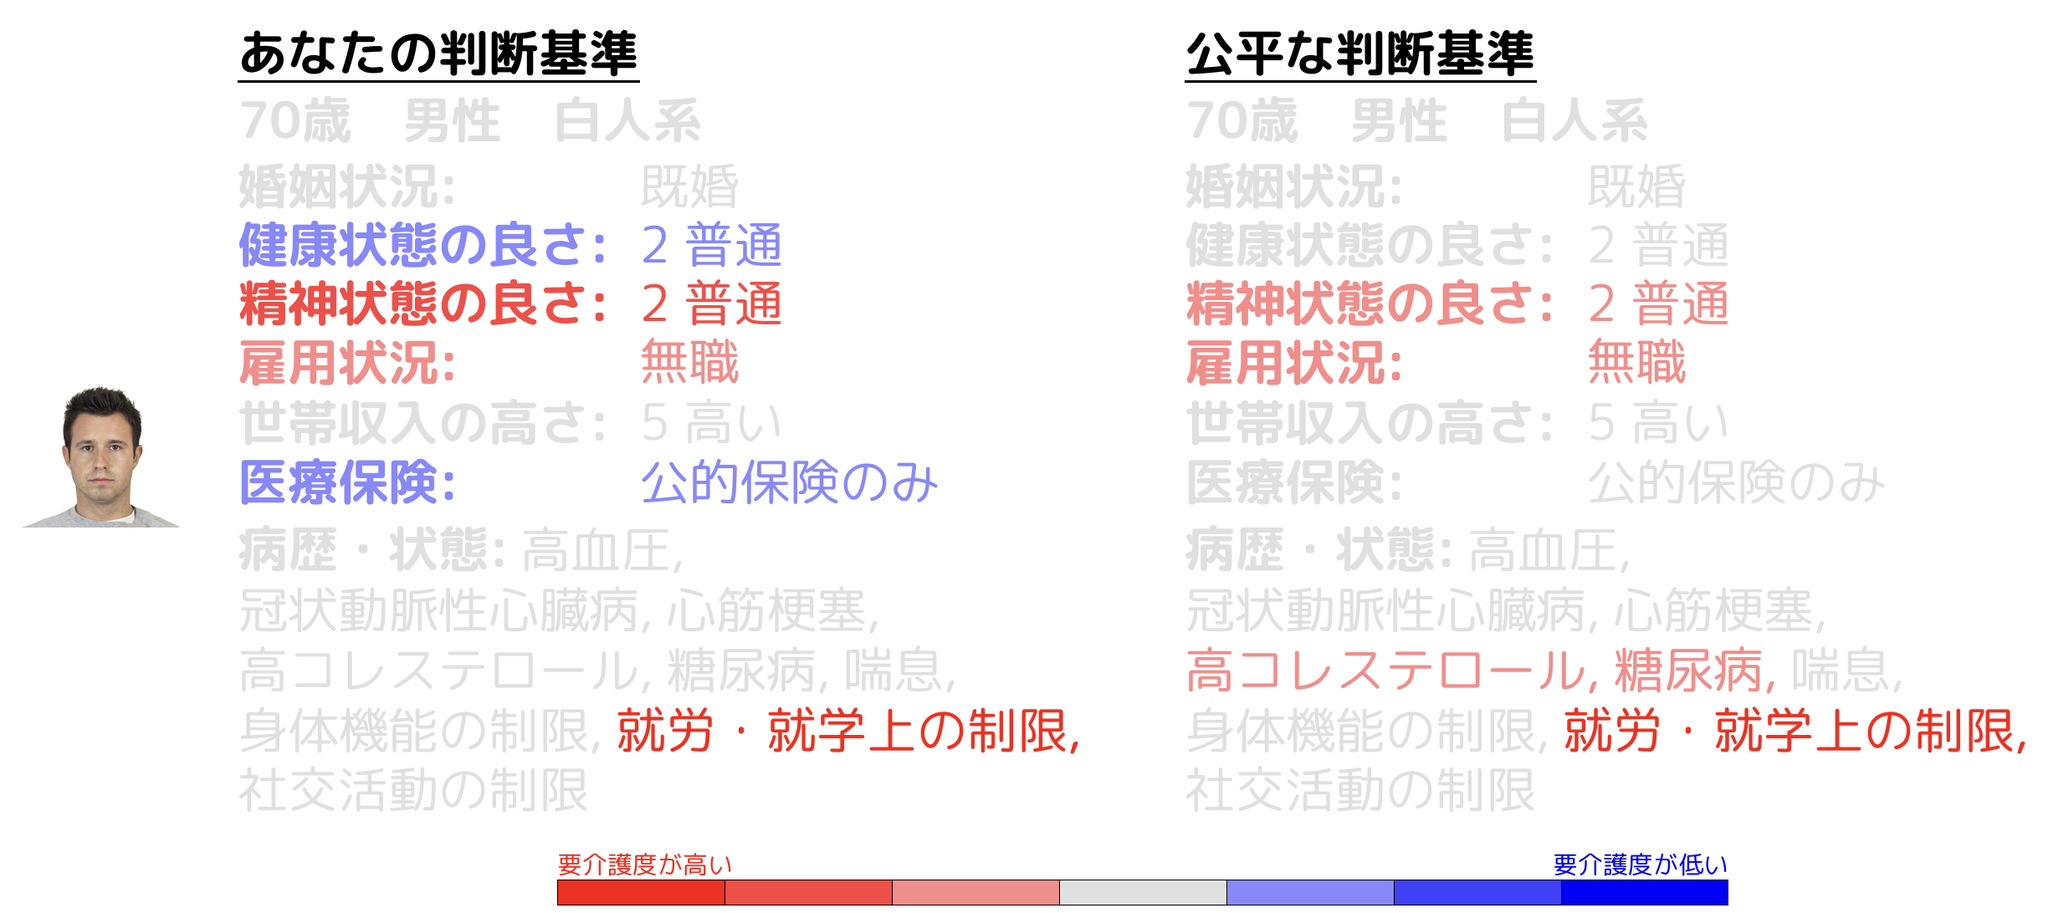 あなたの判断基準
70歳　男性　白人系
婚姻状況: 既婚
健康状態の良さ: 2 普通
精神状態の良さ: 2 普通
雇用状況: 無職
世帯収入の高さ: 5 高い
医療保険: 公的保険のみ
病歴・状態: 高血圧,
冠状動脈性心臓病, 心筋梗塞,
高コレステロール, 糖尿病, 喘息,
身体機能の制限, 就労・就学上の制限,
社交活動の制限
公平な判断基準
70歳　男性　白人系
婚姻状況: 既婚
健康状態の良さ: 2 普通
精神状態の良さ: 2 普通
雇用状況: 無職
世帯収入の高さ: 5 高い
医療保険: 公的保険のみ
病歴・状態: 高血圧,
冠状動脈性心臓病, 心筋梗塞,
高コレステロール, 糖尿病, 喘息,
身体機能の制限, 就労・就学上の制限,
社交活動の制限
要介護度が高い
要介護度が低い